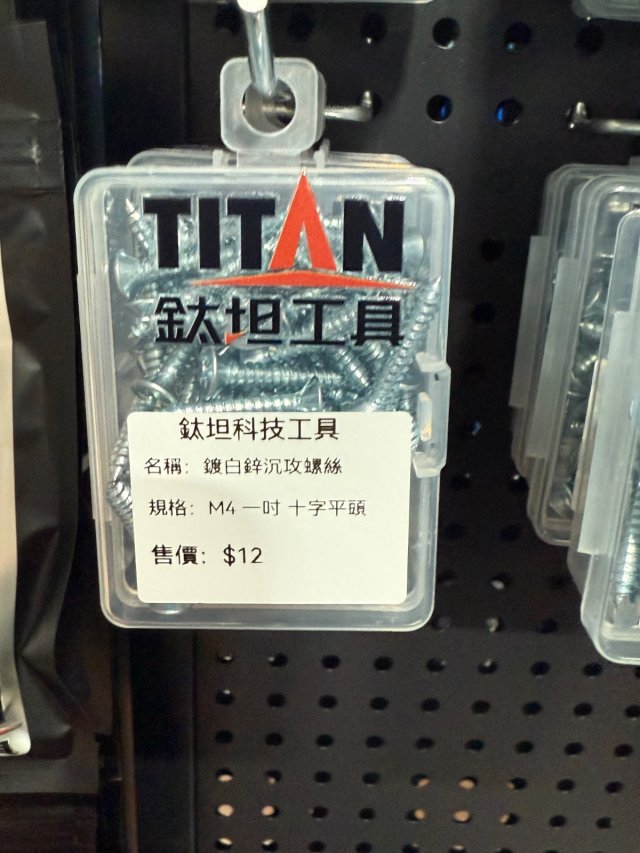 TITAN
鈦坦工具
鈦坦科技工具
名稱: 鍍白鋅沉攻螺絲
規格: M4 一吋 十字平頭
售價: $12